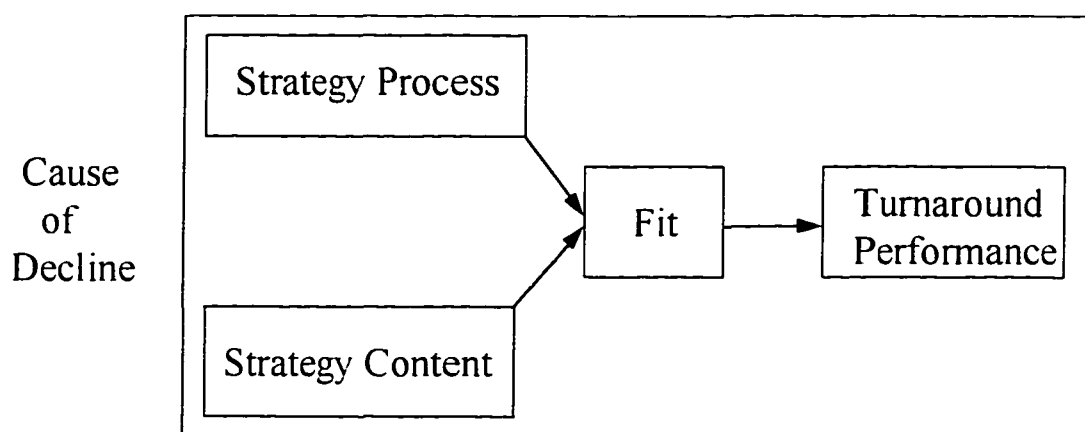 Cause
of
Decline
Strategy Process
Strategy Content
Fit
Turnaround
Performance